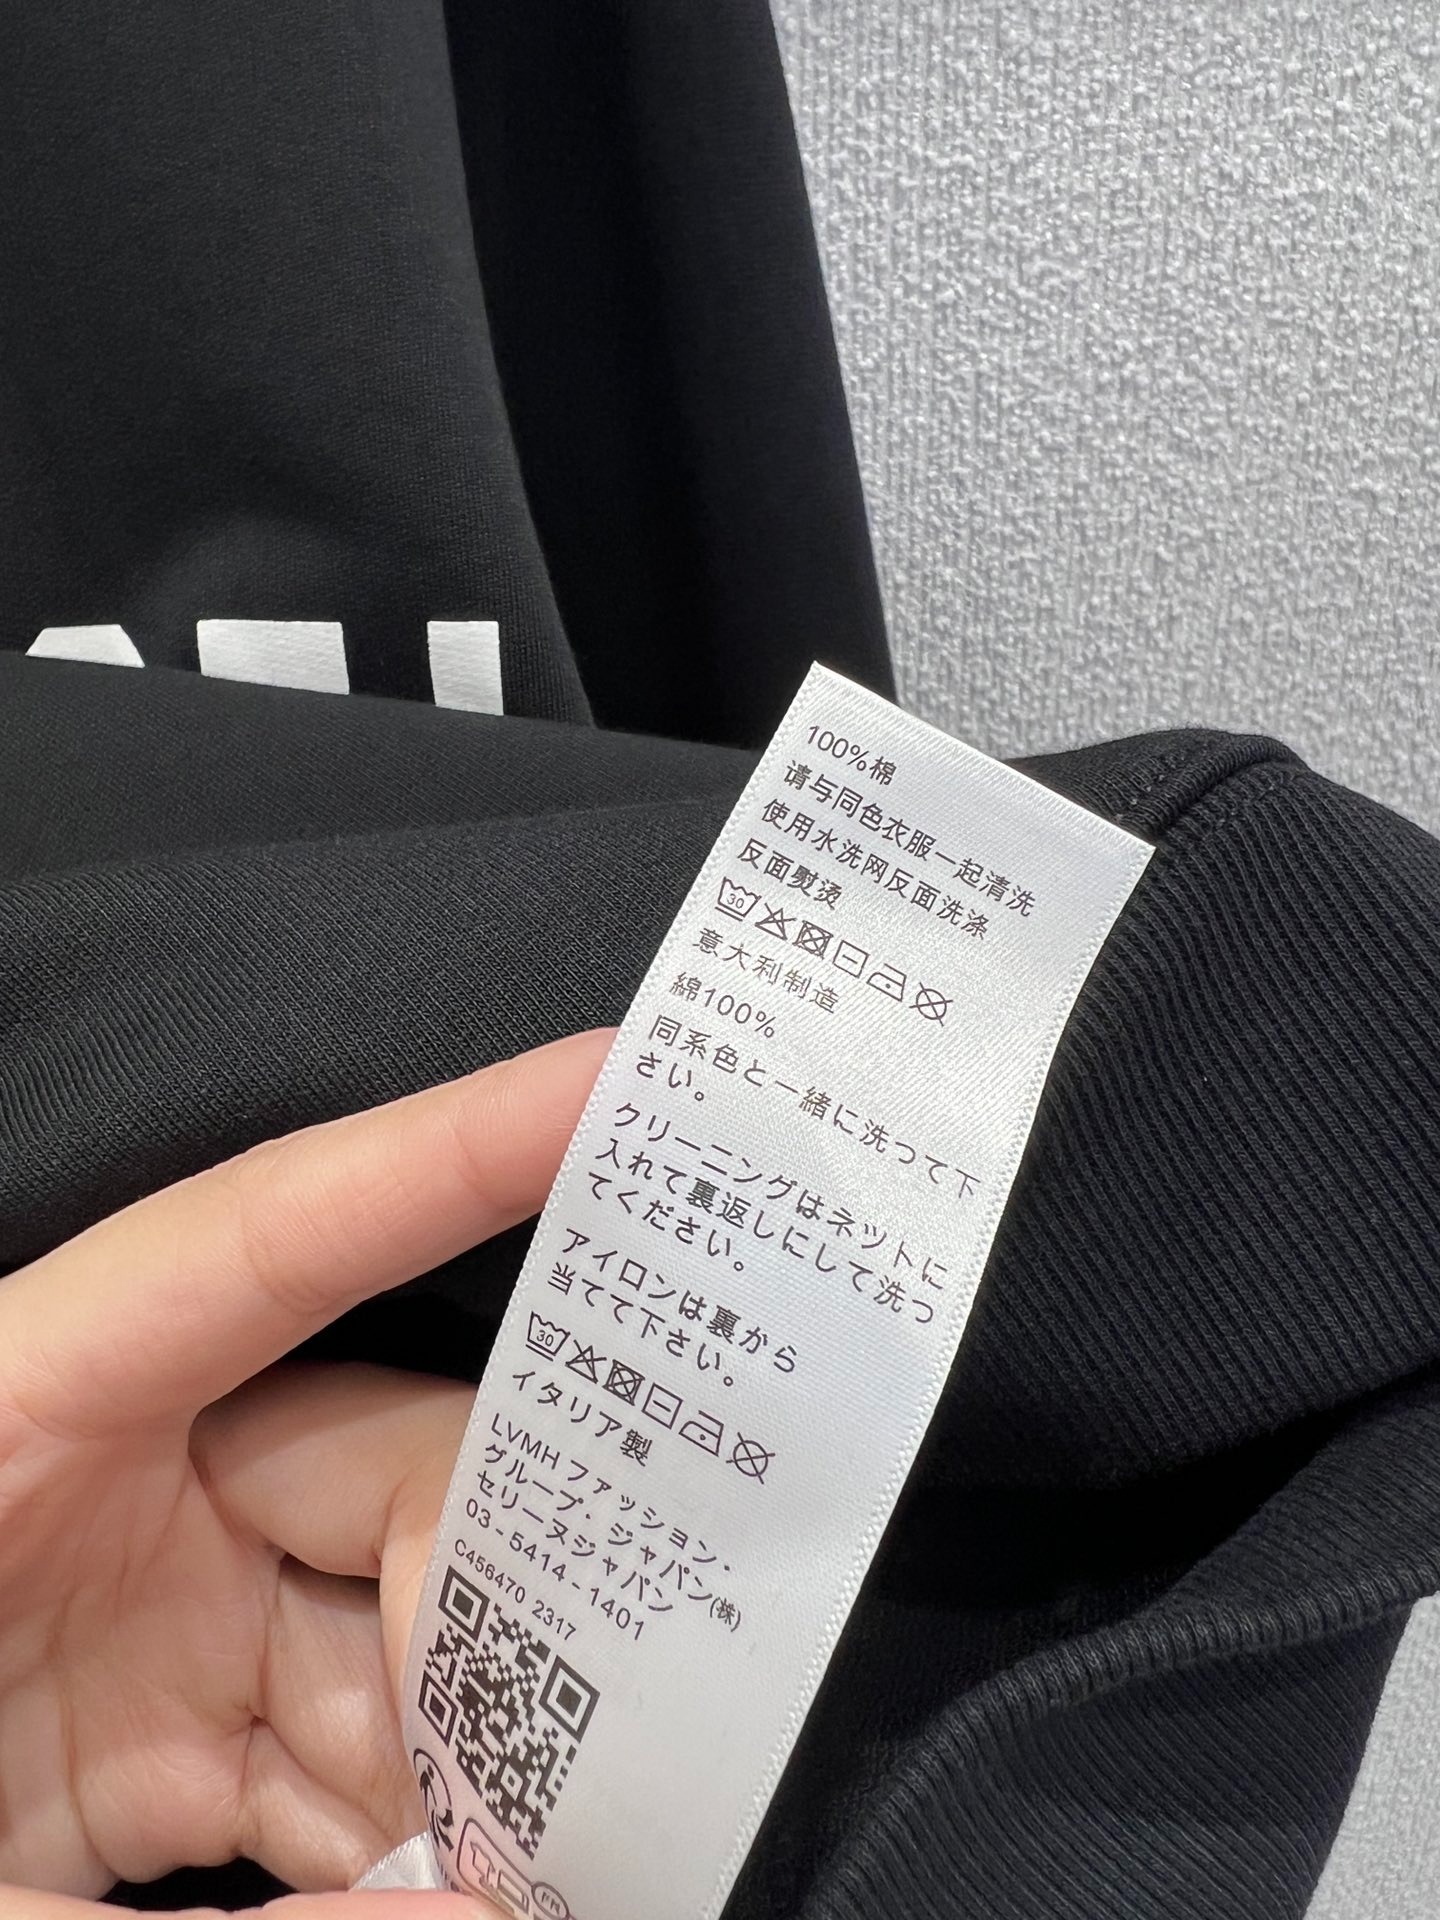 100%棉
请与同色衣服一起清洗
使用水洗网反面洗涤
反面熨烫
30
意大利制造
綿100%
同系色と一緒に洗つて下
さい。
クリーニングはネツトに
入れて裏返しにして洗っ
てください。
アイロンは裏から
当てて下さい。
30
イタリア製
LVMH ファッション・
グループ・ジャパン(株)
セリーヌジャパン
03-5414-1401
C456470 2317